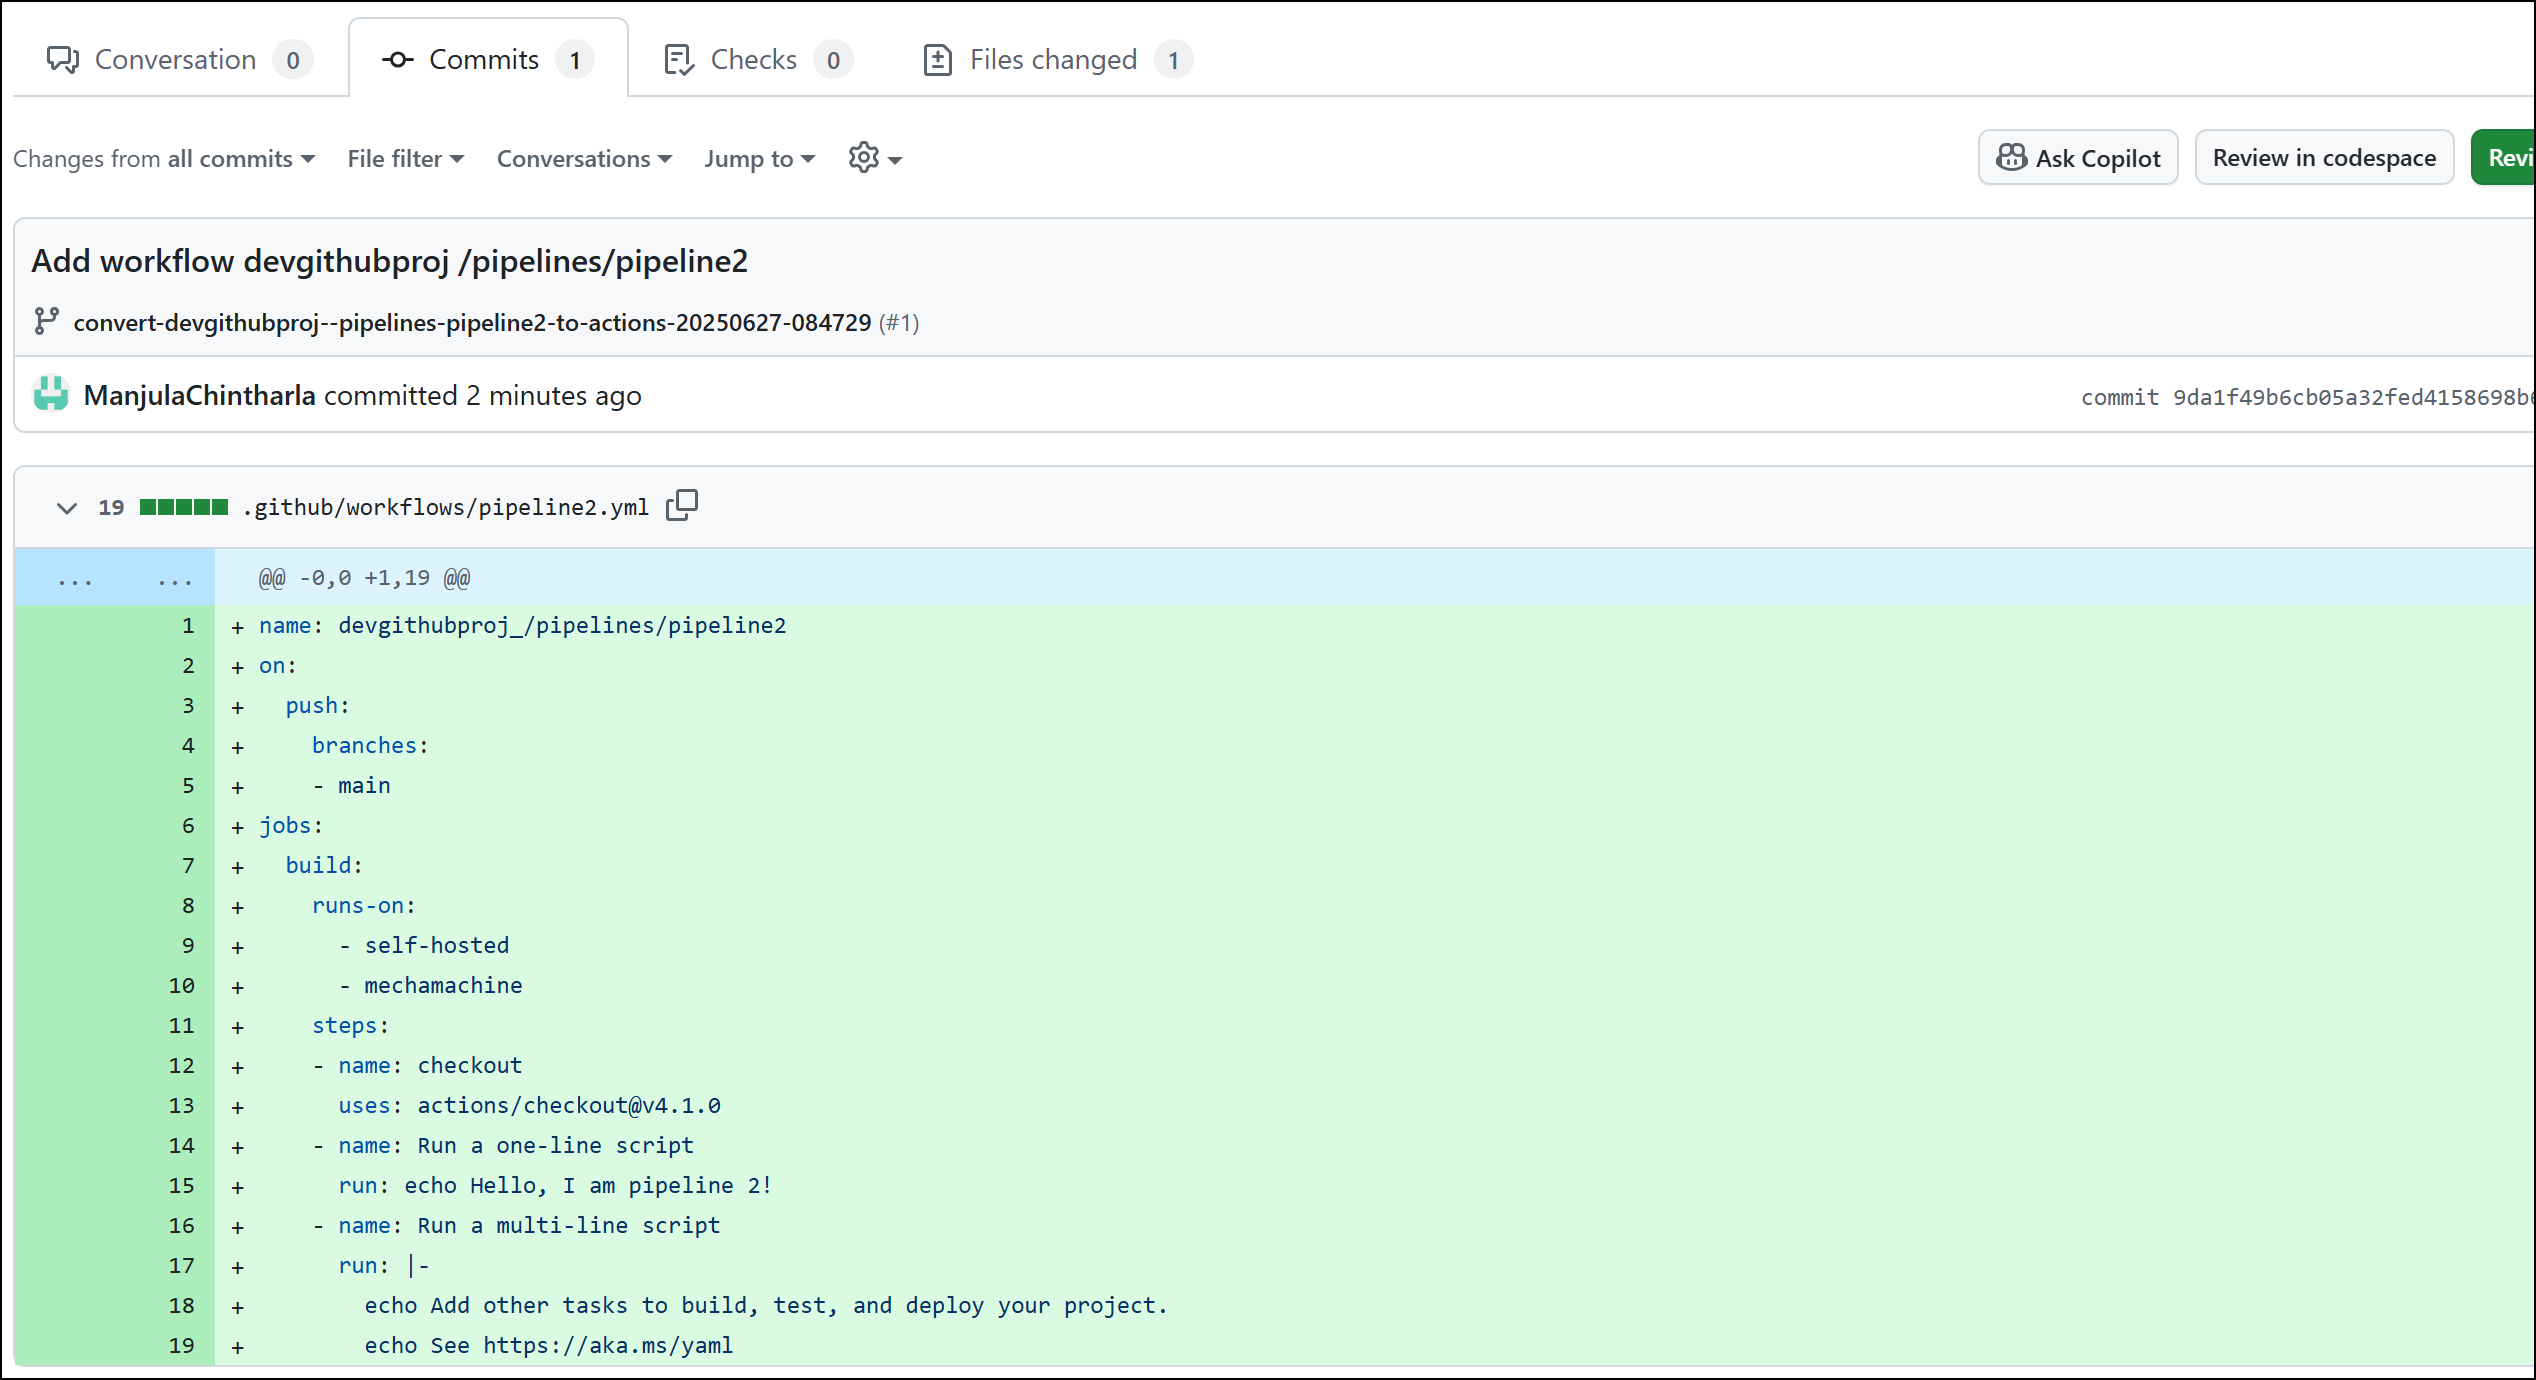 Conversation 0 Commits 1 Checks 0 Files changed 1
Changes from all commits File filter Conversations Jump to Ask Copilot Review in codespace Revi
Add workflow devgithubproj /pipelines/pipeline2
convert-devgithubproj--pipelines-pipeline2-to-actions-20250627-084729 (#1)
ManjulaChintharla committed 2 minutes ago commit 9da1f49b6cb05a32fed4158698b6
19 .github/workflows/pipeline2.yml
... ... @@ -0,0 +1,19 @@
1 + name: devgithubproj_/pipelines/pipeline2
2 + on:
3 + push:
4 + branches:
5 + - main
6 + jobs:
7 + build:
8 + runs-on:
9 + - self-hosted
10 + - mechamachine
11 + steps:
12 + - name: checkout
13 + uses: actions/checkout@v4.1.0
14 + - name: Run a one-line script
15 + run: echo Hello, I am pipeline 2!
16 + - name: Run a multi-line script
17 + run: |-
18 + echo Add other tasks to build, test, and deploy your project.
19 + echo See https://aka.ms/yaml